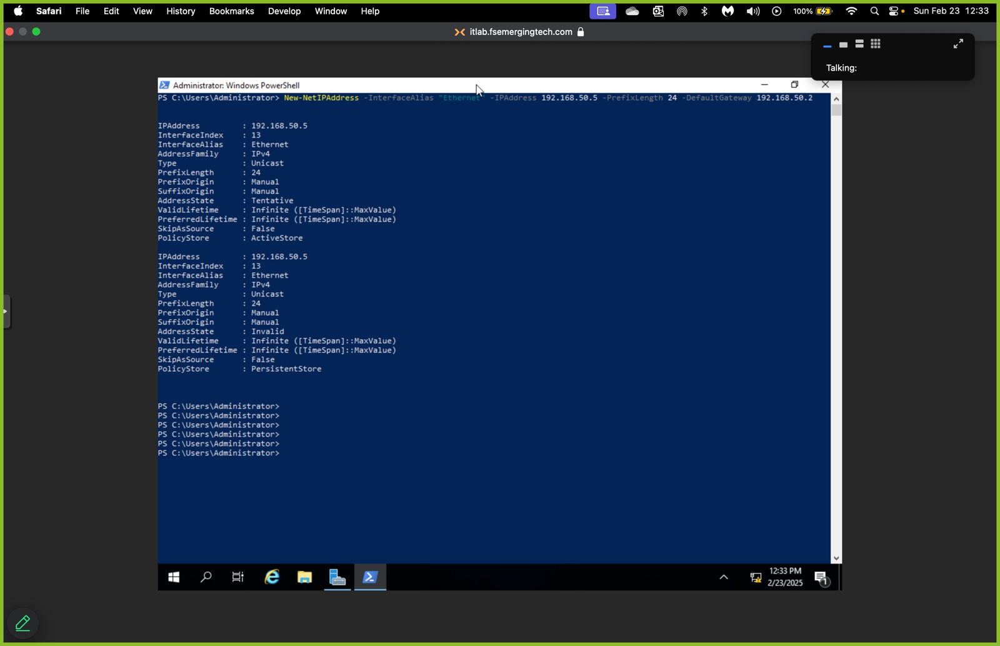 Safari File Edit View History Bookmarks Develop Window Help 100% Sun Feb 23 12:33
itlab.fsemergingtech.com
Talking:
Administrator: Windows PowerShell
PS C:\Users\Administrator> New-NetIPAddress -InterfaceAlias "Ethernet" -IPAddress 192.168.50.5 -PrefixLength 24 -DefaultGateway 192.168.50.2
IPAddress : 192.168.50.5
InterfaceIndex : 13
InterfaceAlias : Ethernet
AddressFamily : IPv4
Type : Unicast
PrefixLength : 24
PrefixOrigin : Manual
SuffixOrigin : Manual
AddressState : Tentative
ValidLifetime : Infinite ([TimeSpan]::MaxValue)
PreferredLifetime : Infinite ([TimeSpan]::MaxValue)
SkipAsSource : False
PolicyStore : ActiveStore
IPAddress : 192.168.50.5
InterfaceIndex : 13
InterfaceAlias : Ethernet
AddressFamily : IPv4
Type : Unicast
PrefixLength : 24
PrefixOrigin : Manual
SuffixOrigin : Manual
AddressState : Invalid
ValidLifetime : Infinite ([TimeSpan]::MaxValue)
PreferredLifetime : Infinite ([TimeSpan]::MaxValue)
SkipAsSource : False
PolicyStore : PersistentStore
PS C:\Users\Administrator>
PS C:\Users\Administrator>
PS C:\Users\Administrator>
PS C:\Users\Administrator>
PS C:\Users\Administrator>
PS C:\Users\Administrator>
12:33 PM
2/23/2025
1